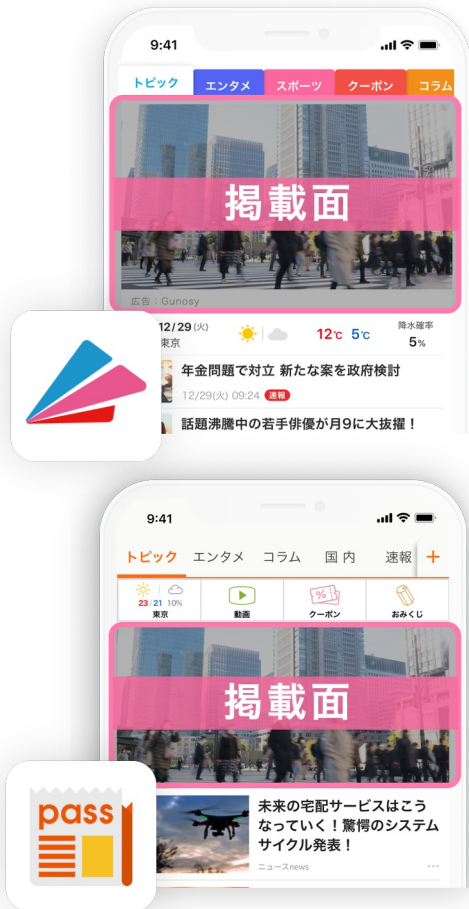 9:41
トピック エンタメ スポーツ クーポン コラム
掲載面
広告：Gunosy
12/29(火) 12℃ 5℃ 降水確率
東京 5%
年金問題で対立 新たな案を政府検討
12/29(火) 09:24 速報
話題沸騰中の若手俳優が月9に大抜擢！
9:41
トピック エンタメ コラム 国内 速報 +
23/21 10%
東京 動画 クーポン おみくじ
掲載面
pass
未来の宅配サービスはこう
なっていく！驚愕のシステム
サイクル発表！
ニュースnews